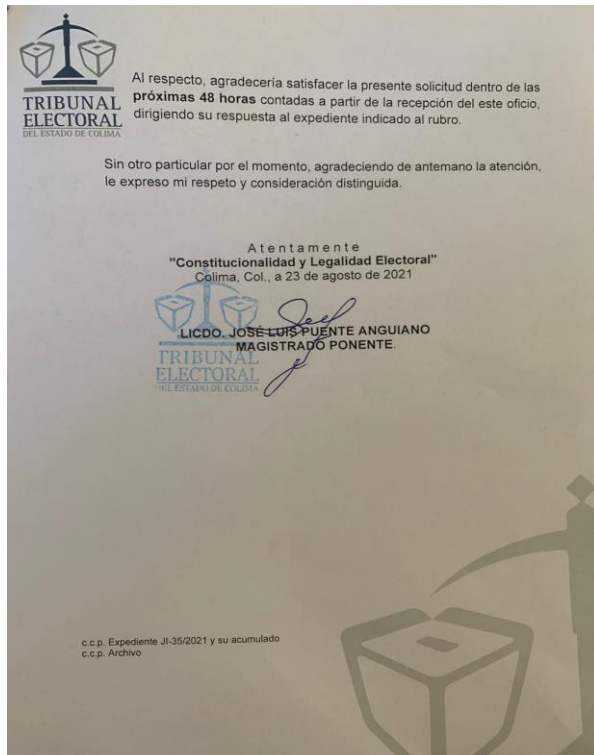 TRIBUNAL
ELECTORAL
DEL ESTADO DE COLIMA
Al respecto, agradecería satisfacer la presente solicitud dentro de las
próximas 48 horas contadas a partir de la recepción del este oficio,
dirigiendo su respuesta al expediente indicado al rubro.
Sin otro particular por el momento, agradeciendo de antemano la atención,
le expreso mi respeto y consideración distinguida.
A t e n t a m e n t e
"Constitucionalidad y Legalidad Electoral"
Colima, Col., a 23 de agosto de 2021
LICDO. JOSÉ LUIS PUENTE ANGUIANO
MAGISTRADO PONENTE.
TRIBUNAL
ELECTORAL
DEL ESTADO DE COLIMA
c.c.p. Expediente JI-35/2021 y su acumulado
c.c.p. Archivo